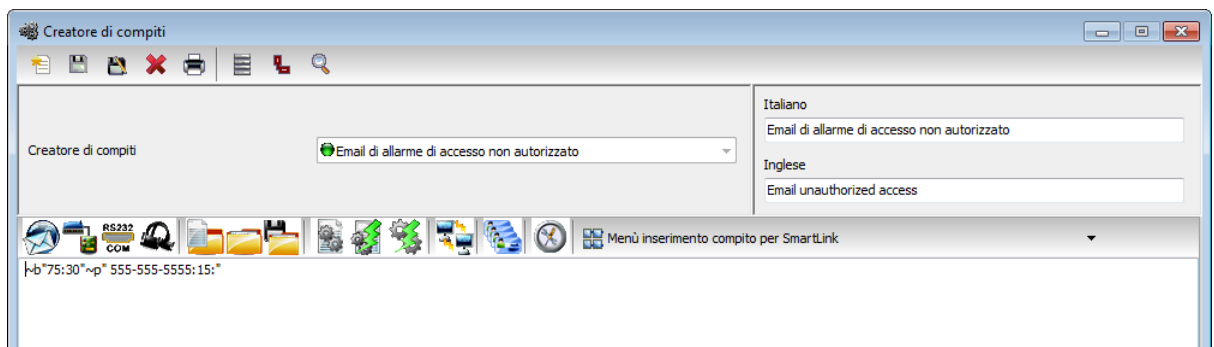 Creatore di compiti
Italiano
Email di allarme di accesso non autorizzato
Creatore di compiti
Email di allarme di accesso non autorizzato
Inglese
Email unauthorized access
RS232
COM
Menù inserimento compito per SmartLink
~b"75:30"~p" 555-555-5555:15:"